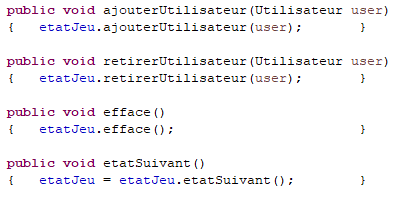 public void ajouterUtilisateur(Utilisateur user)
{   etatJeu.ajouterUtilisateur(user);       }
public void retirerUtilisateur(Utilisateur user)
{   etatJeu.retirerUtilisateur(user);       }
public void efface()
{   etatJeu.efface();                       }
public void etatSuivant()
{   etatJeu = etatJeu.etatSuivant();        }